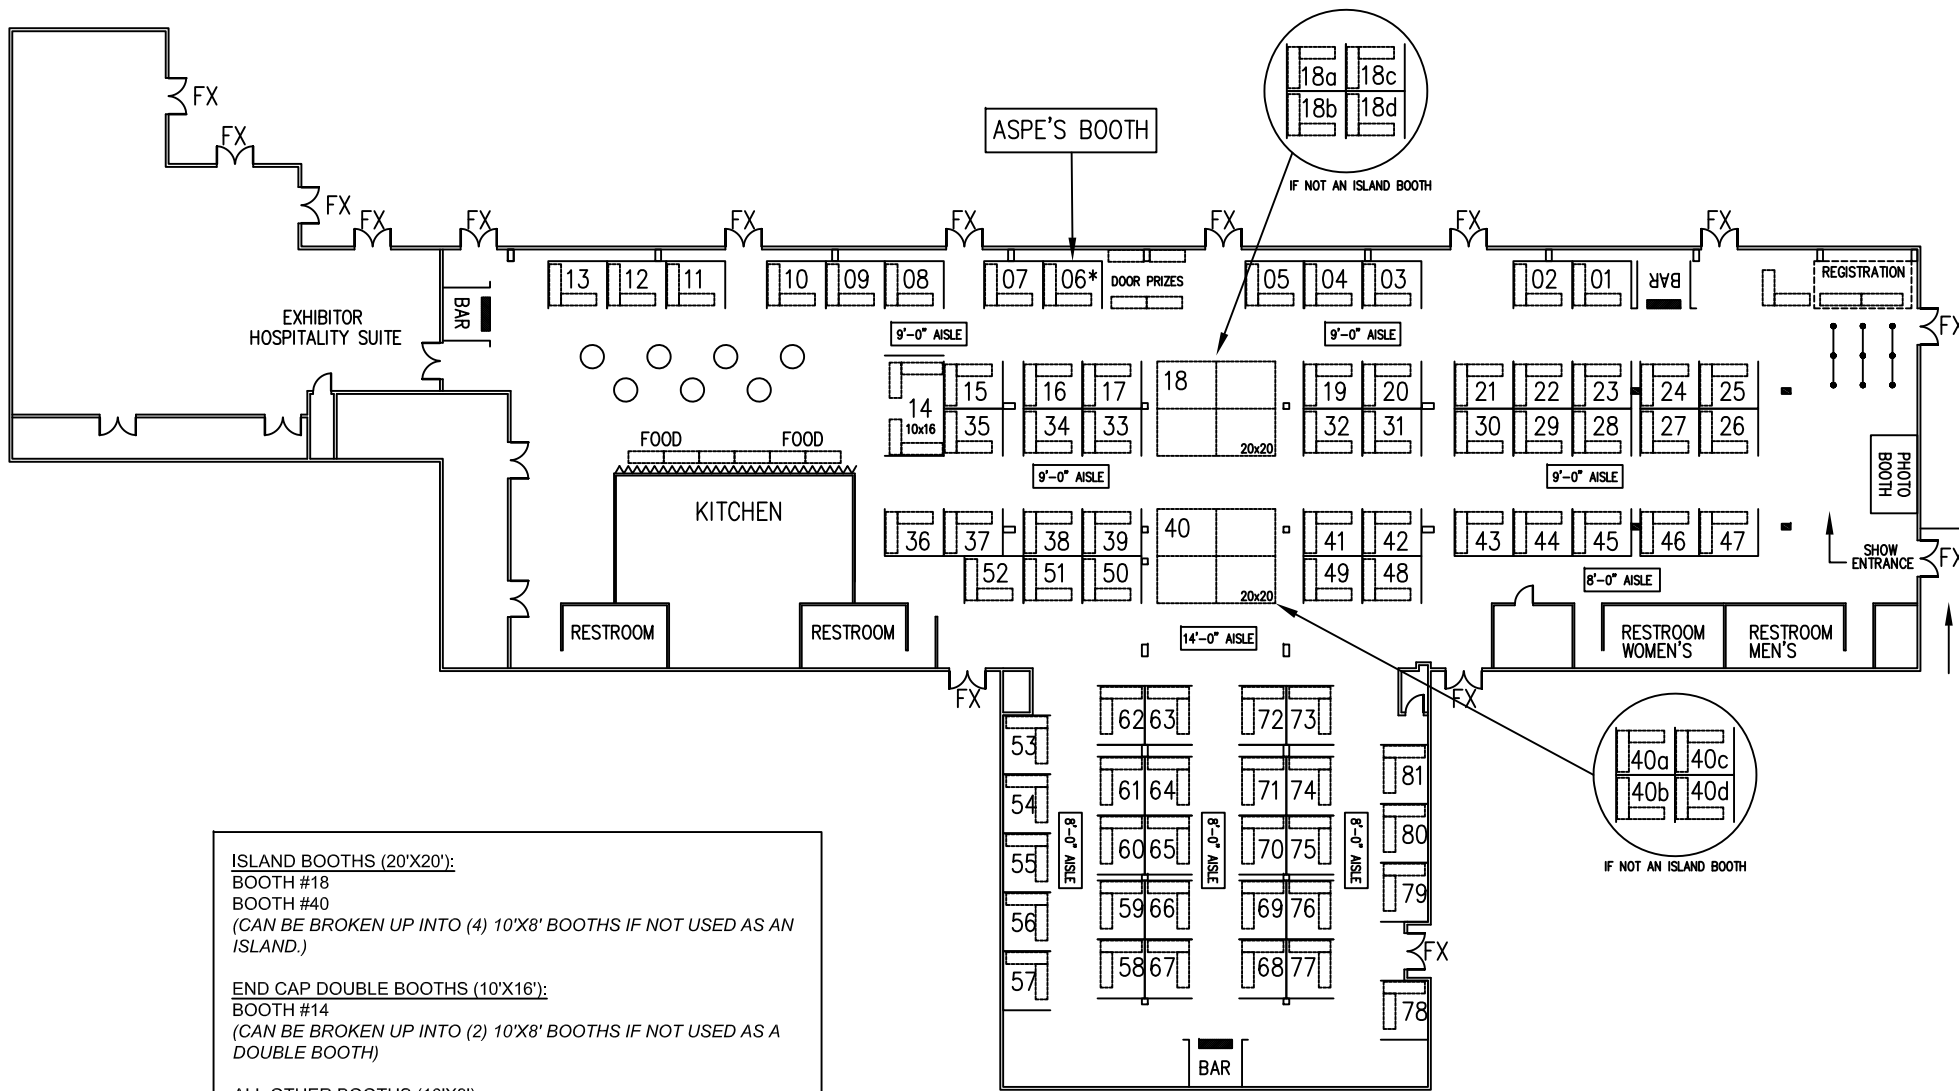 18a 18c
18b 18d
IF NOT AN ISLAND BOOTH
ASPE'S BOOTH
FX
FX
FX
FX
FX
FX
FX
FX
FX
FX
13 12 11 10 09 08 07 06*
DOOR PRIZES
05 04 03 02 01
BAR
REGISTRATION
EXHIBITOR
HOSPITALITY SUITE
BAR
9'-0" AISLE
9'-0" AISLE
FX
14
10x16
15 16 17
18
20x20
19 20 21 22 23 24 25
35 34 33 32 31 30 29 28 27 26
FOOD FOOD
9'-0" AISLE
9'-0" AISLE
PHOTO
BOOTH
KITCHEN
36 37 38 39
40
20x20
41 42 43 44 45 46 47
52 51 50 49 48
8'-0" AISLE
SHOW
ENTRANCE
FX
RESTROOM
RESTROOM
14'-0" AISLE
RESTROOM
WOMEN'S
RESTROOM
MEN'S
FX
FX
40a 40c
40b 40d
IF NOT AN ISLAND BOOTH
53
54
55
56
57
8'-0" AISLE
62 63
61 64
60 65
59 66
58 67
8'-0" AISLE
72 73
71 74
70 75
69 76
68 77
8'-0" AISLE
81
80
79
FX
78
BAR
ISLAND BOOTHS (20'X20'):
BOOTH #18
BOOTH #40
(CAN BE BROKEN UP INTO (4) 10'X8' BOOTHS IF NOT USED AS AN
ISLAND.)
END CAP DOUBLE BOOTHS (10'X16'):
BOOTH #14
(CAN BE BROKEN UP INTO (2) 10'X8' BOOTHS IF NOT USED AS A
DOUBLE BOOTH)